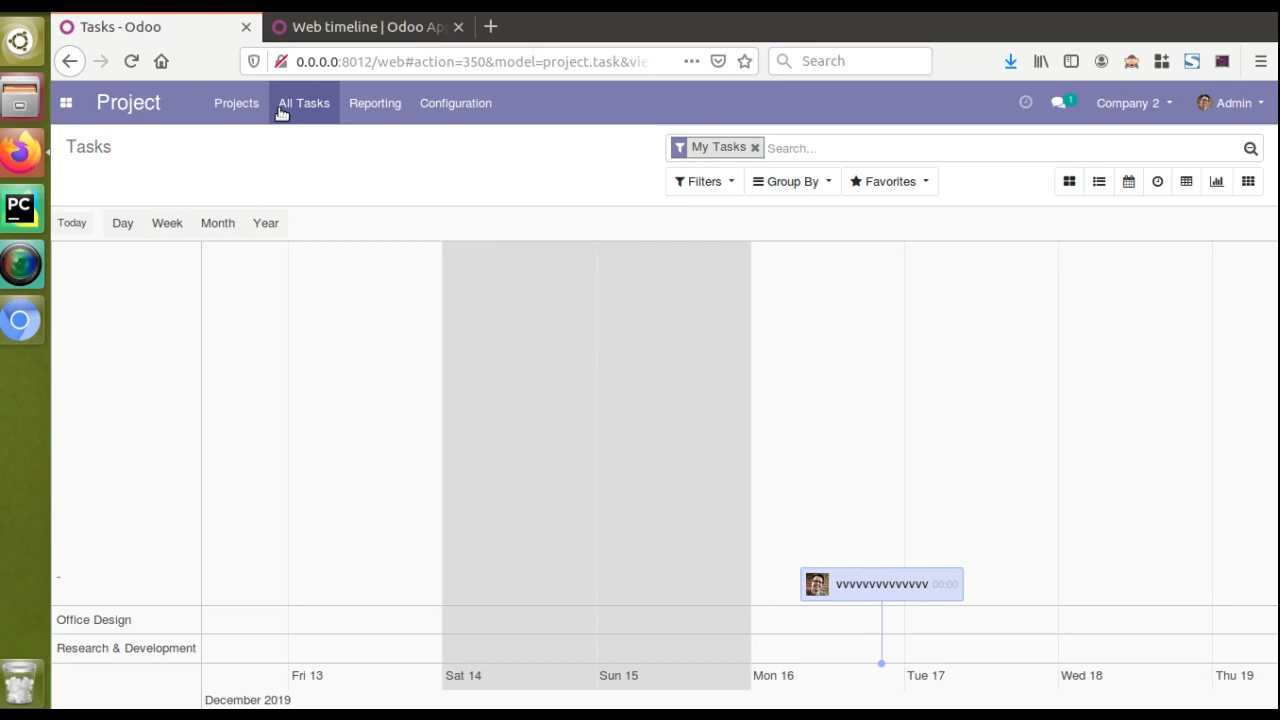 Tasks - Odoo
Web timeline | Odoo Ap
0.0.0.0:8012/web#action=350&model=project.task&vie
Search
Project
Projects
All Tasks
Reporting
Configuration
1
Company 2
Admin
Tasks
My Tasks
Search...
Filters
Group By
Favorites
Today
Day
Week
Month
Year
PC
-
vvvvvvvvvvvvvv 00:00
Office Design
Research & Development
Fri 13
Sat 14
Sun 15
Mon 16
Tue 17
Wed 18
Thu 19
December 2019